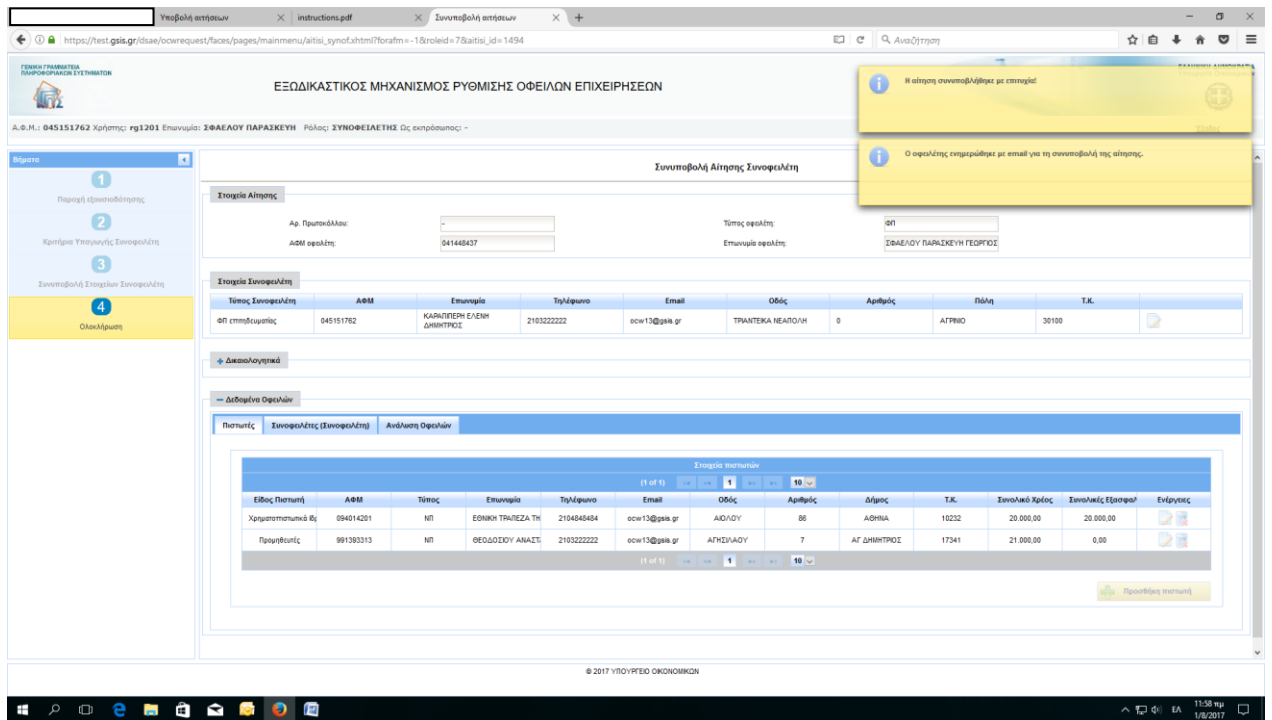 Υποβολή αιτήσεων
instructions.pdf
Συνυποβολή αιτήσεων
https://test.gsis.gr/dsae/ocwrequest/faces/pages/mainmenu/aitisi_synof.xhtml?forafm=-1&roleid=7&aitisi_id=1494
Αναζήτηση
ΓΕΝΙΚΗ ΓΡΑΜΜΑΤΕΙΑ
ΠΛΗΡΟΦΟΡΙΑΚΩΝ ΣΥΣΤΗΜΑΤΩΝ
ΕΞΩΔΙΚΑΣΤΙΚΟΣ ΜΗΧΑΝΙΣΜΟΣ ΡΥΘΜΙΣΗΣ ΟΦΕΙΛΩΝ ΕΠΙΧΕΙΡΗΣΕΩΝ
Η αίτηση συνυποβλήθηκε με επιτυχία!
Α.Φ.Μ.: 045151762 Χρήστης: rg1201 Επωνυμία: ΣΦΑΕΛΟΥ ΠΑΡΑΣΚΕΥΗ Ρόλος: ΣΥΝΟΦΕΙΛΕΤΗΣ Ως εκπρόσωπος: -
Ο οφειλέτης ενημερώθηκε με email για τη συνυποβολή της αίτησης.
Βήματα
1
Παροχή εξουσιοδότησης
2
Κριτήρια Υπαγωγής Συνοφειλέτη
3
Συνυποβολή Στοιχείων Συνοφειλέτη
4
Ολοκλήρωση
Συνυποβολή Αίτησης Συνοφειλέτη
Στοιχεία Αίτησης
Αρ. Πρωτοκόλλου: - Τύπος οφειλέτη: ΦΠ
ΑΦΜ οφειλέτη: 041448437 Επωνυμία οφειλέτη: ΣΦΑΕΛΟΥ ΠΑΡΑΣΚΕΥΗ ΓΕΩΡΓΙΟΣ
Στοιχεία Συνοφειλέτη
Τύπος Συνοφειλέτη ΑΦΜ Επωνυμία Τηλέφωνο Email Οδός Αριθμός Πόλη Τ.Κ.
ΦΠ επιτηδευματίας 045151762 ΚΑΡΑΠΙΠΕΡΗ ΕΛΕΝΗ ΔΗΜΗΤΡΙΟΣ 2103222222 ocw13@gsis.gr ΤΡΙΑΝΤΕΙΚΑ ΝΕΑΠΟΛΗ 0 ΑΓΡΙΝΙΟ 30100
Δικαιολογητικά
Δεδομένα Οφειλών
Πιστωτές Συνοφειλέτες (Συνοφειλέτη) Ανάλυση Οφειλών
Στοιχεία πιστωτών
(1 of 1) 1 10
Είδος Πιστωτή ΑΦΜ Τύπος Επωνυμία Τηλέφωνο Email Οδός Αριθμός Δήμος Τ.Κ. Συνολικό Χρέος Συνολικές Εξασφαλ Ενέργειες
Χρηματοπιστωτικά Ιδρ 094014201 ΝΠ ΕΘΝΙΚΗ ΤΡΑΠΕΖΑ ΤΗ 2104848484 ocw13@gsis.gr ΑΙΟΛΟΥ 86 ΑΘΗΝΑ 10232 20.000,00 20.000,00
Προμηθευτές 991393313 ΝΠ ΘΕΟΔΟΣΙΟΥ ΑΝΑΣΤ 2103222222 ocw13@gsis.gr ΑΓΗΣΙΛΑΟΥ 7 ΑΓ ΔΗΜΗΤΡΙΟΣ 17341 21.000,00 0,00
(1 of 1) 1 10
Προσθήκη πιστωτή
© 2017 ΥΠΟΥΡΓΕΙΟ ΟΙΚΟΝΟΜΙΚΩΝ
ΕΛ
11:58 πμ
1/8/2017